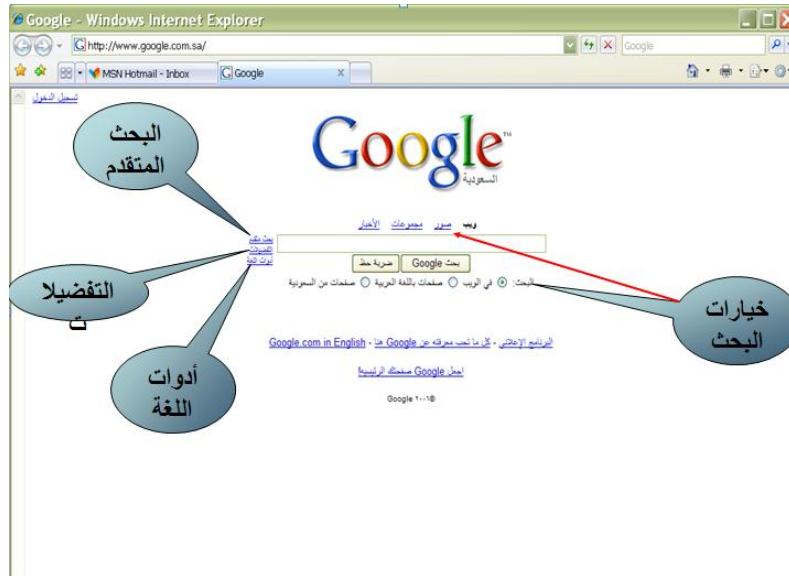 Google - Windows Internet Explorer
http://www.google.com.sa/
Google
MSN Hotmail - Inbox
Google
تسجيل الدخول
Google™
السعودية
البحث
المتقدم
ويب صور مجموعات الأخبار
بحث متقدم
التفضيلات
أدوات اللغة
بحث Google
ضربة حظ
البحث: في الويب صفحات باللغة العربية صفحات من السعودية
التفضيلا
ت
خيارات
البحث
أدوات
اللغة
البرنامج الإعلاني - كل ما تحب معرفته عن Google هنا - Google.com in English
اجعل Google صفحتك الرئيسية!
©٢٠٠٦ Google